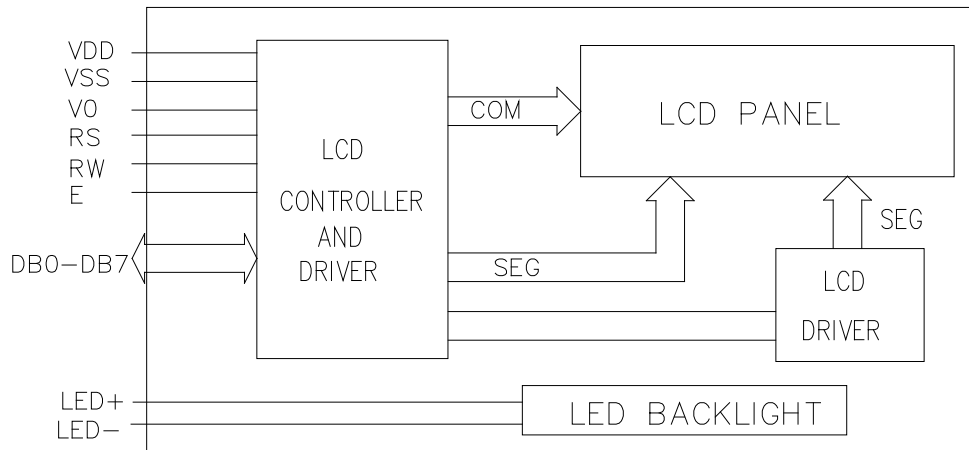 VDD
VSS
V0
RS
RW
E
DB0-DB7
LED+
LED-
LCD
CONTROLLER
AND
DRIVER
COM
SEG
LCD PANEL
SEG
LCD
DRIVER
LED BACKLIGHT